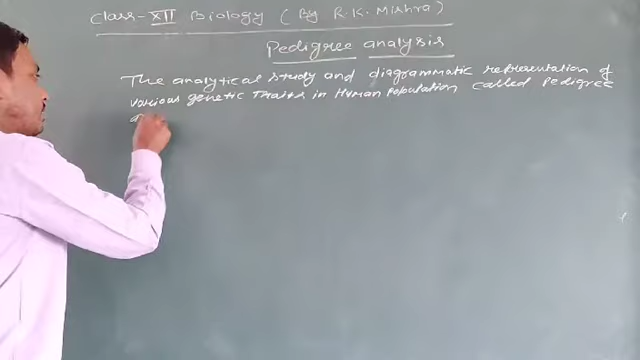 Class-XII Biology (By R.K. Mishra)
Pedigree analysis
The analytical study and diagrammatic representation of
various genetic Traits in Human Population called Pedigree